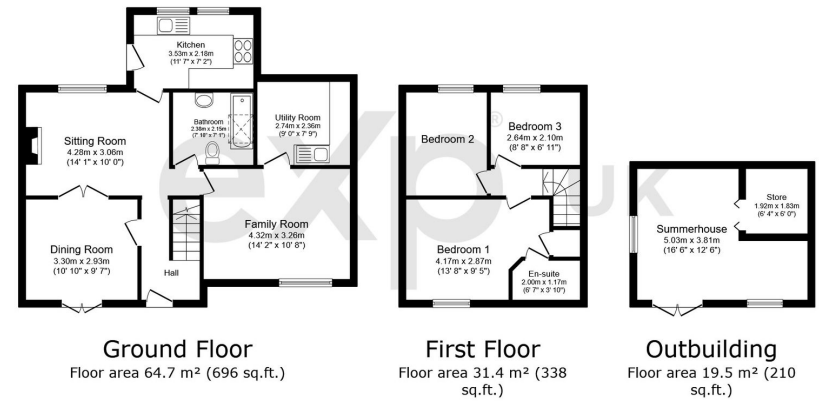 Kitchen
3.53m x 2.18m
(11' 7" x 7' 2")
Sitting Room
4.28m x 3.06m
(14' 1" x 10' 0")
Bathroom
2.38m x 2.15m
(7' 10" x 7' 1")
Utility Room
2.74m x 2.36m
(9' 0" x 7' 9")
Dining Room
3.30m x 2.93m
(10' 10" x 9' 7")
Hall
Family Room
4.32m x 3.26m
(14' 2" x 10' 8")
Ground Floor
Floor area 64.7 m² (696 sq.ft.)
Bedroom 2
Bedroom 3
2.64m x 2.10m
(8' 8" x 6' 11")
Bedroom 1
4.17m x 2.87m
(13' 8" x 9' 5")
En-suite
2.00m x 1.17m
(6' 7" x 3' 10")
First Floor
Floor area 31.4 m² (338
sq.ft.)
Store
1.92m x 1.83m
(6' 4" x 6' 0")
Summerhouse
5.03m x 3.81m
(16' 6" x 12' 6")
Outbuilding
Floor area 19.5 m² (210
sq.ft.)
exp® UK